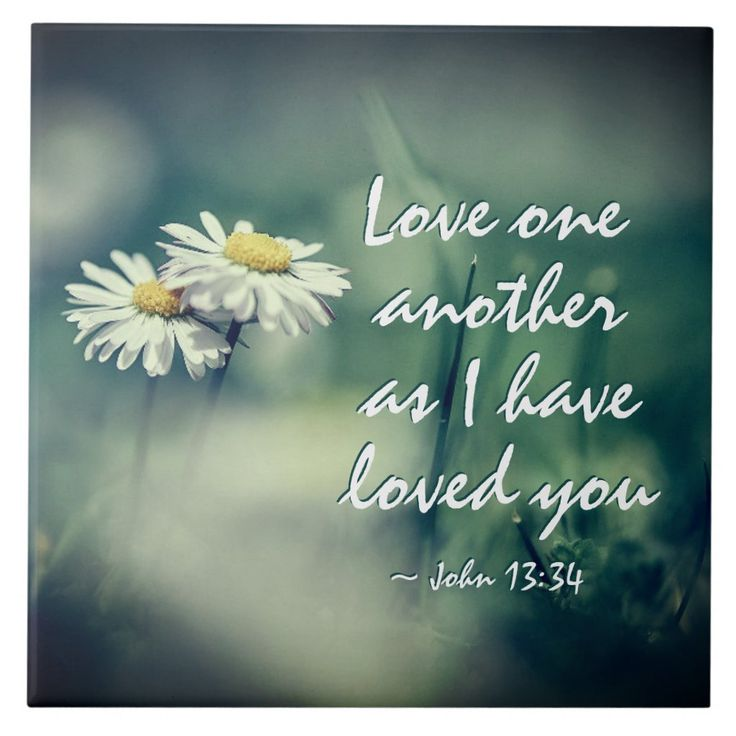 Love one
another
as I have
loved you
~ John 13:34